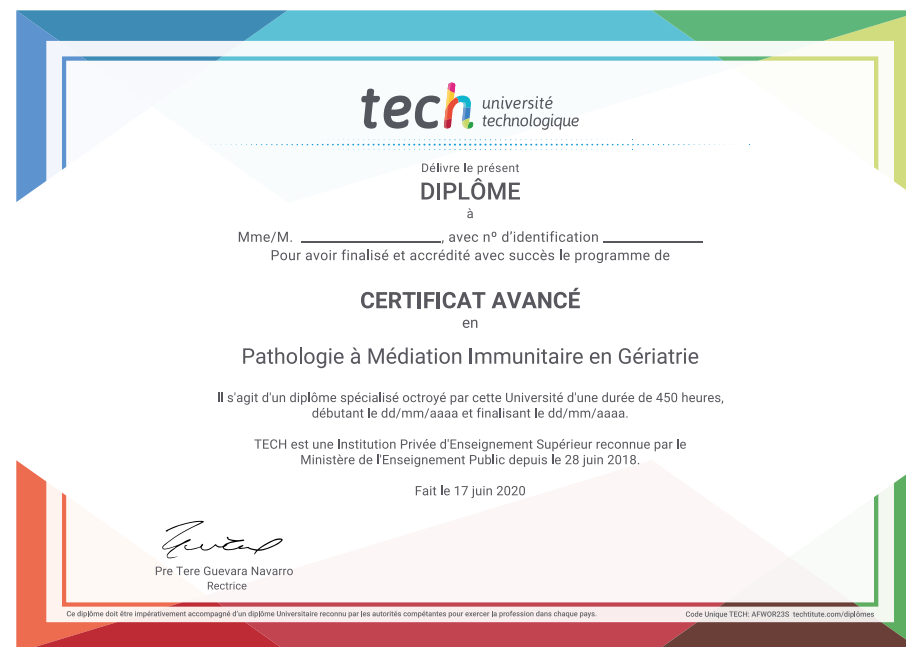 tech université
technologique
Délivre le présent
DIPLÔME
à
Mme/M. ____________________, avec nº d'identification ______________
Pour avoir finalisé et accrédité avec succès le programme de
CERTIFICAT AVANCÉ
en
Pathologie à Médiation Immunitaire en Gériatrie
Il s'agit d'un diplôme spécialisé octroyé par cette Université d'une durée de 450 heures,
débutant le dd/mm/aaaa et finalisant le dd/mm/aaaa.
TECH est une Institution Privée d'Enseignement Supérieur reconnue par le
Ministère de l'Enseignement Public depuis le 28 juin 2018.
Fait le 17 juin 2020
Pre Tere Guevara Navarro
Rectrice
Ce diplôme doit être impérativement accompagné d'un diplôme Universitaire reconnu par les autorités compétantes pour exercer la profession dans chaque pays.
Code Unique TECH: AFWOR23S techtitute.com/diplômes